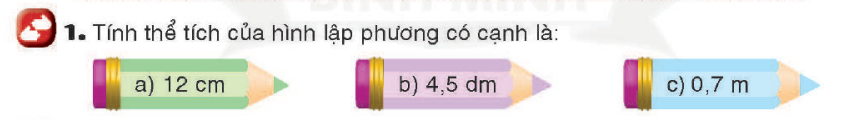 1. Tính thể tích của hình lập phương có cạnh là:
a) 12 cm b) 4,5 dm c) 0,7 m